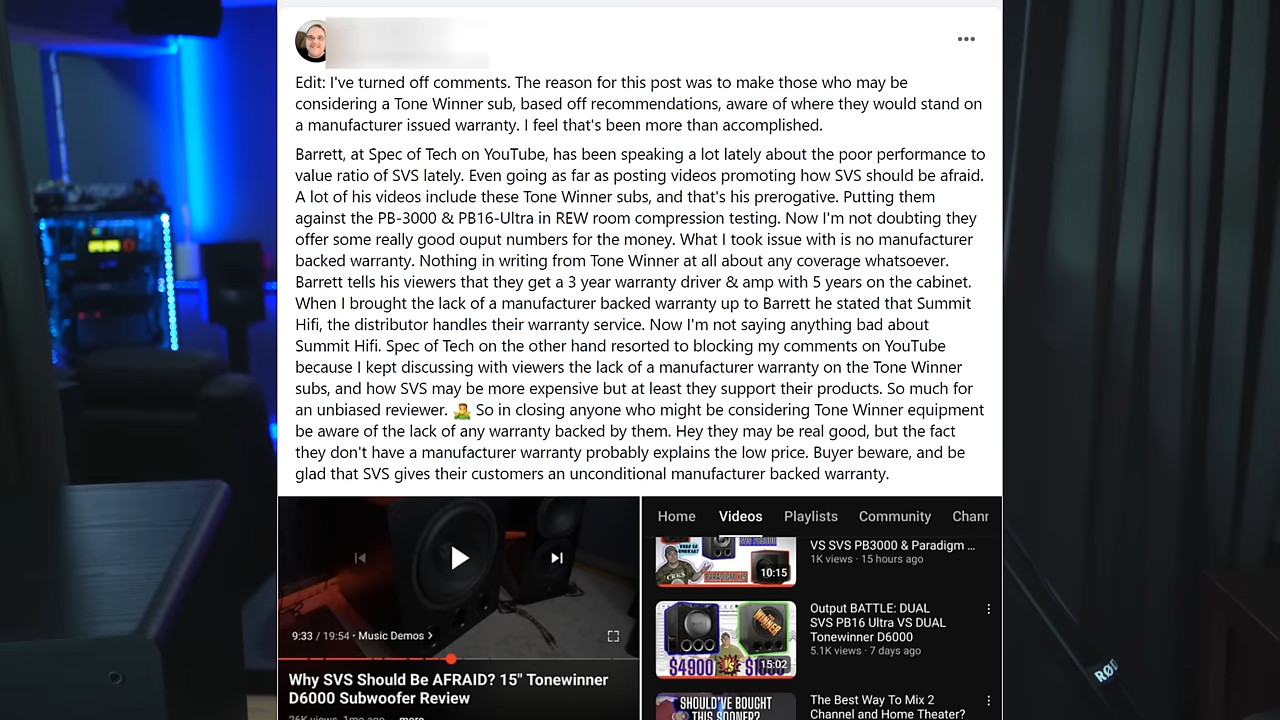 Edit: I've turned off comments. The reason for this post was to make those who may be
considering a Tone Winner sub, based off recommendations, aware of where they would stand on
a manufacturer issued warranty. I feel that's been more than accomplished.
Barrett, at Spec of Tech on YouTube, has been speaking a lot lately about the poor performance to
value ratio of SVS lately. Even going as far as posting videos promoting how SVS should be afraid.
A lot of his videos include these Tone Winner subs, and that's his prerogative. Putting them
against the PB-3000 & PB16-Ultra in REW room compression testing. Now I'm not doubting they
offer some really good ouput numbers for the money. What I took issue with is no manufacturer
backed warranty. Nothing in writing from Tone Winner at all about any coverage whatsoever.
Barrett tells his viewers that they get a 3 year warranty driver & amp with 5 years on the cabinet.
When I brought the lack of a manufacturer backed warranty up to Barrett he stated that Summit
Hifi, the distributor handles their warranty service. Now I'm not saying anything bad about
Summit Hifi. Spec of Tech on the other hand resorted to blocking my comments on YouTube
because I kept discussing with viewers the lack of a manufacturer warranty on the Tone Winner
subs, and how SVS may be more expensive but at least they support their products. So much for
an unbiased reviewer. 🤷‍♂️ So in closing anyone who might be considering Tone Winner equipment
be aware of the lack of any warranty backed by them. Hey they may be real good, but the fact
they don't have a manufacturer warranty probably explains the low price. Buyer beware, and be
glad that SVS gives their customers an unconditional manufacturer backed warranty.
9:33 / 19:54 · Music Demos >
Why SVS Should Be AFRAID? 15" Tonewinner
D6000 Subwoofer Review
26K views 1mo ago ...more
Home Videos Playlists Community Chann
VS SVS PB3000 & Paradigm ...
1K views · 15 hours ago
10:15
Output BATTLE: DUAL
SVS PB16 Ultra VS DUAL
Tonewinner D6000
5.1K views · 7 days ago
WINNER
$4900 VS
15:02
The Best Way To Mix 2
Channel and Home Theater?
SHOULD'VE BOUGHT
THIS SOONER?
RØDE